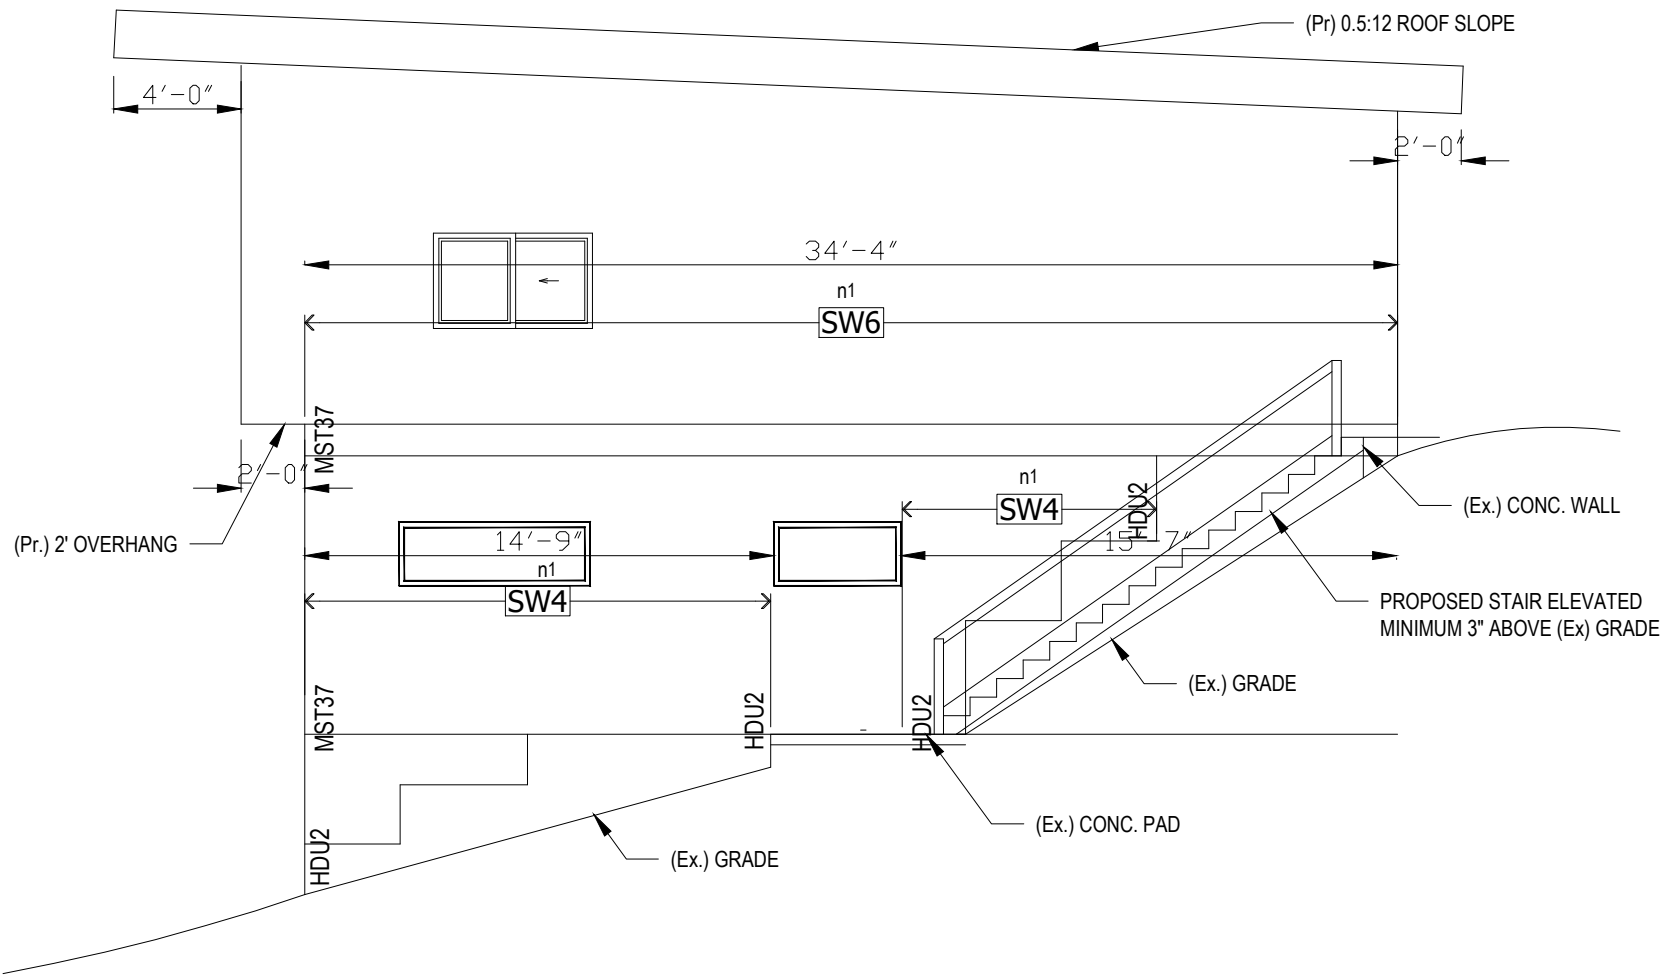 (Pr) 0.5:12 ROOF SLOPE
4'-0"
2'-0"
34'-4"
n1
SW6
MST37
2'-0"
n1
SW4
HDU2
(Ex.) CONC. WALL
(Pr.) 2' OVERHANG
14'-9"
15'-7"
n1
SW4
PROPOSED STAIR ELEVATED
MINIMUM 3" ABOVE (Ex) GRADE
(Ex.) GRADE
MST37
HDU2
HDU2
(Ex.) CONC. PAD
HDU2
(Ex.) GRADE